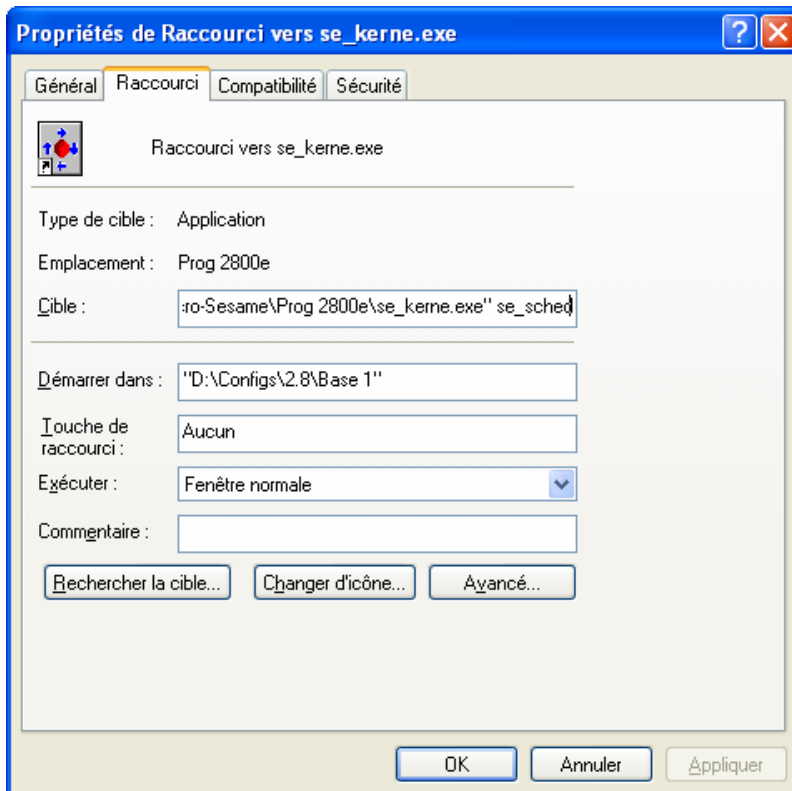 Propriétés de Raccourci vers se_kerne.exe
Général Raccourci Compatibilité Sécurité
Raccourci vers se_kerne.exe
Type de cible : Application
Emplacement : Prog 2800e
Cible : ro-Sesame\Prog 2800e\se_kerne.exe" se_sched
Démarrer dans : "D:\Configs\2.8\Base 1"
Touche de
raccourci : Aucun
Exécuter : Fenêtre normale
Commentaire :
Rechercher la cible... Changer d'icône... Avancé...
OK Annuler Appliquer